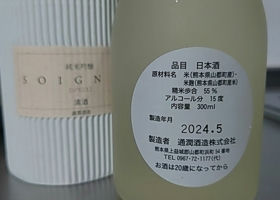 純米吟醸
SOIGN
清酒
品目 日本酒
原材料名 米(熊本県山都町産)・
米麹(熊本県山都町産米)
精米歩合 55 %
アルコール分 15 度
内容量 300ml
製造年月 2024.5
製造者 通潤酒造株式会社
熊本県上益城郡山都町浜町 54 番地
TEL 0967-72-1177(代)
お酒は20歳になってから